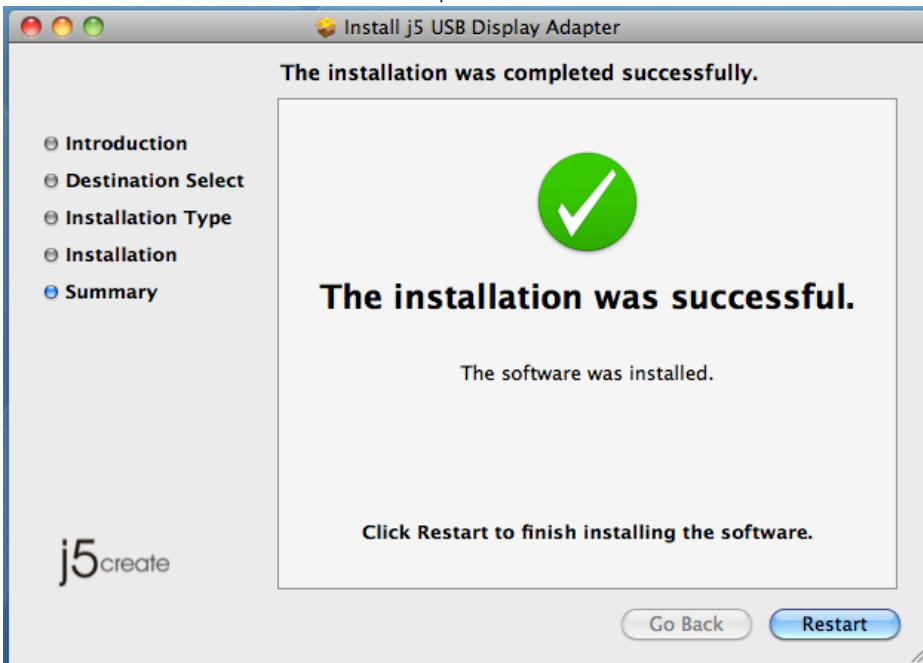 Install j5 USB Display Adapter
The installation was completed successfully.
Introduction
Destination Select
Installation Type
Installation
Summary
The installation was successful.
The software was installed.
Click Restart to finish installing the software.
j5create
Go Back
Restart